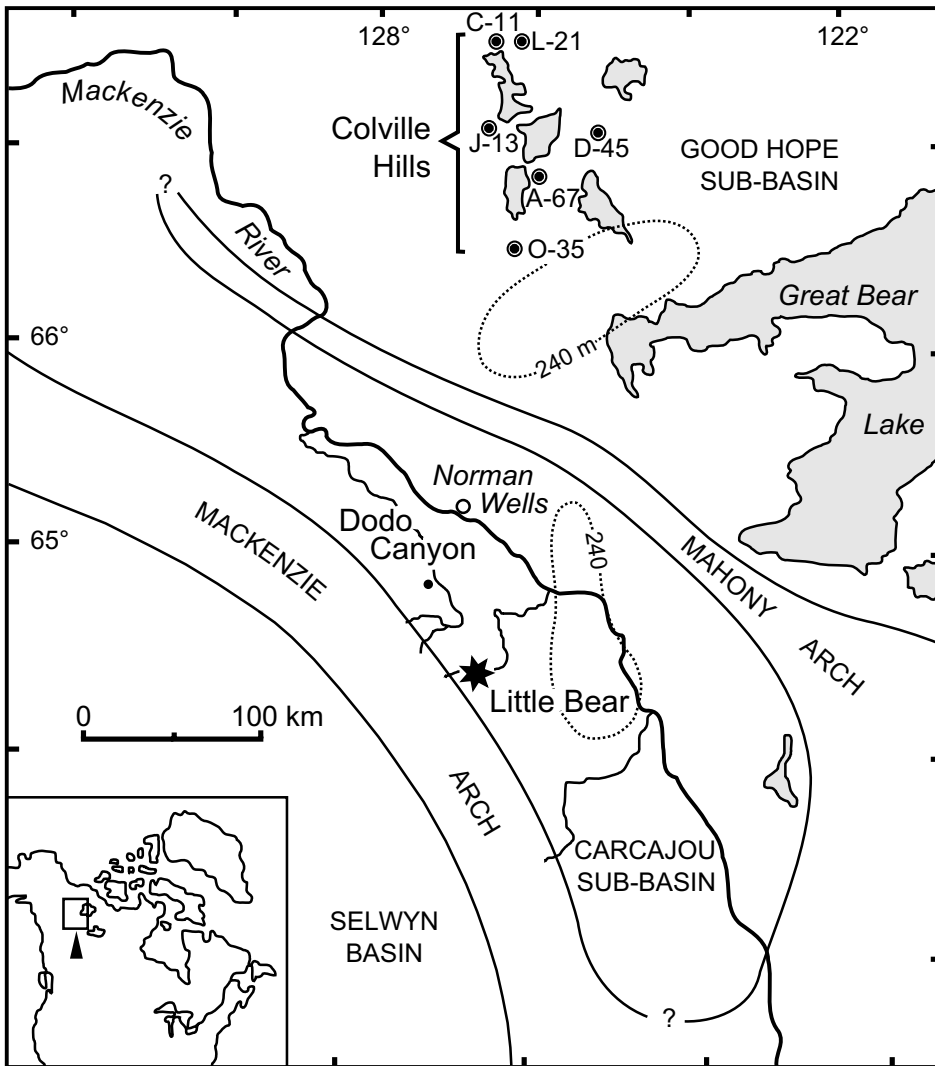 C-11
128°
L-21
122°
Mackenzie
Colville
Hills
J-13
D-45
GOOD HOPE
SUB-BASIN
?
A-67
River
O-35
Great Bear
66°
240 m
Lake
Norman
Wells
MACKENZIE
Dodo
Canyon
65°
240
MAHONY
ARCH
0
100 km
Little Bear
ARCH
CARCAJOU
SUB-BASIN
SELWYN
BASIN
?